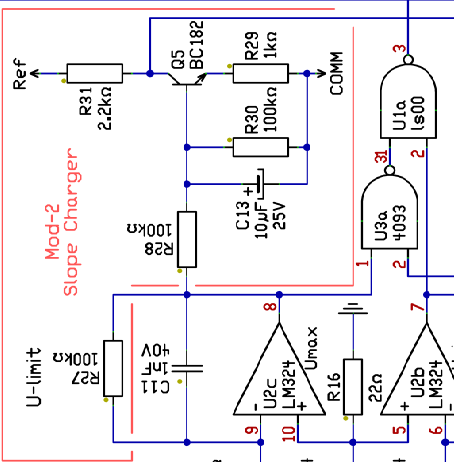 Ref
R31
2.2kΩ
Q5
BC182
R29
1kΩ
COMM
R30
100kΩ
C13
10µF
25V
+
3
U1a
ls00
31
2
U3a
4093
1
2
Mod-2
Slope Charger
R28
100kΩ
U-limit
R27
100kΩ
C11
1nF
40V
8
Umax
U2c
LM324
-
+
9
10
R16
22Ω
7
U2b
LM324
+
-
5
6